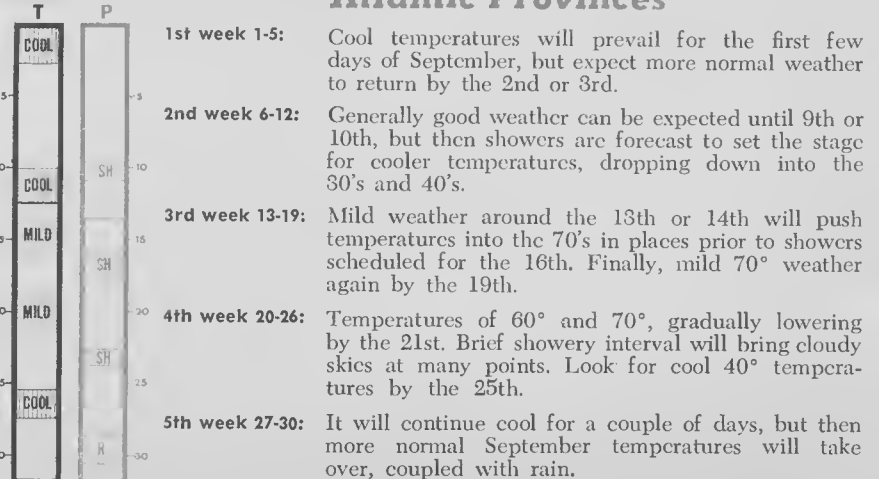 Atlantic Provinces
T P
COOL
5 5
1st week 1-5: Cool temperatures will prevail for the first few
days of September, but expect more normal weather
to return by the 2nd or 3rd.
2nd week 6-12: Generally good weather can be expected until 9th or
10th, but then showers are forecast to set the stage
for cooler temperatures, dropping down into the
30's and 40's.
0 SH 10
COOL
3rd week 13-19: Mild weather around the 13th or 14th will push
temperatures into the 70's in places prior to showers
scheduled for the 16th. Finally, mild 70° weather
again by the 19th.
5 MILD 15
SH
0 MILD 20
4th week 20-26: Temperatures of 60° and 70°, gradually lowering
by the 21st. Brief showery interval will bring cloudy
skies at many points. Look for cool 40° tempera-
tures by the 25th.
SH
5 25
COOL
5th week 27-30: It will continue cool for a couple of days, but then
more normal September temperatures will take
over, coupled with rain.
R
0 30